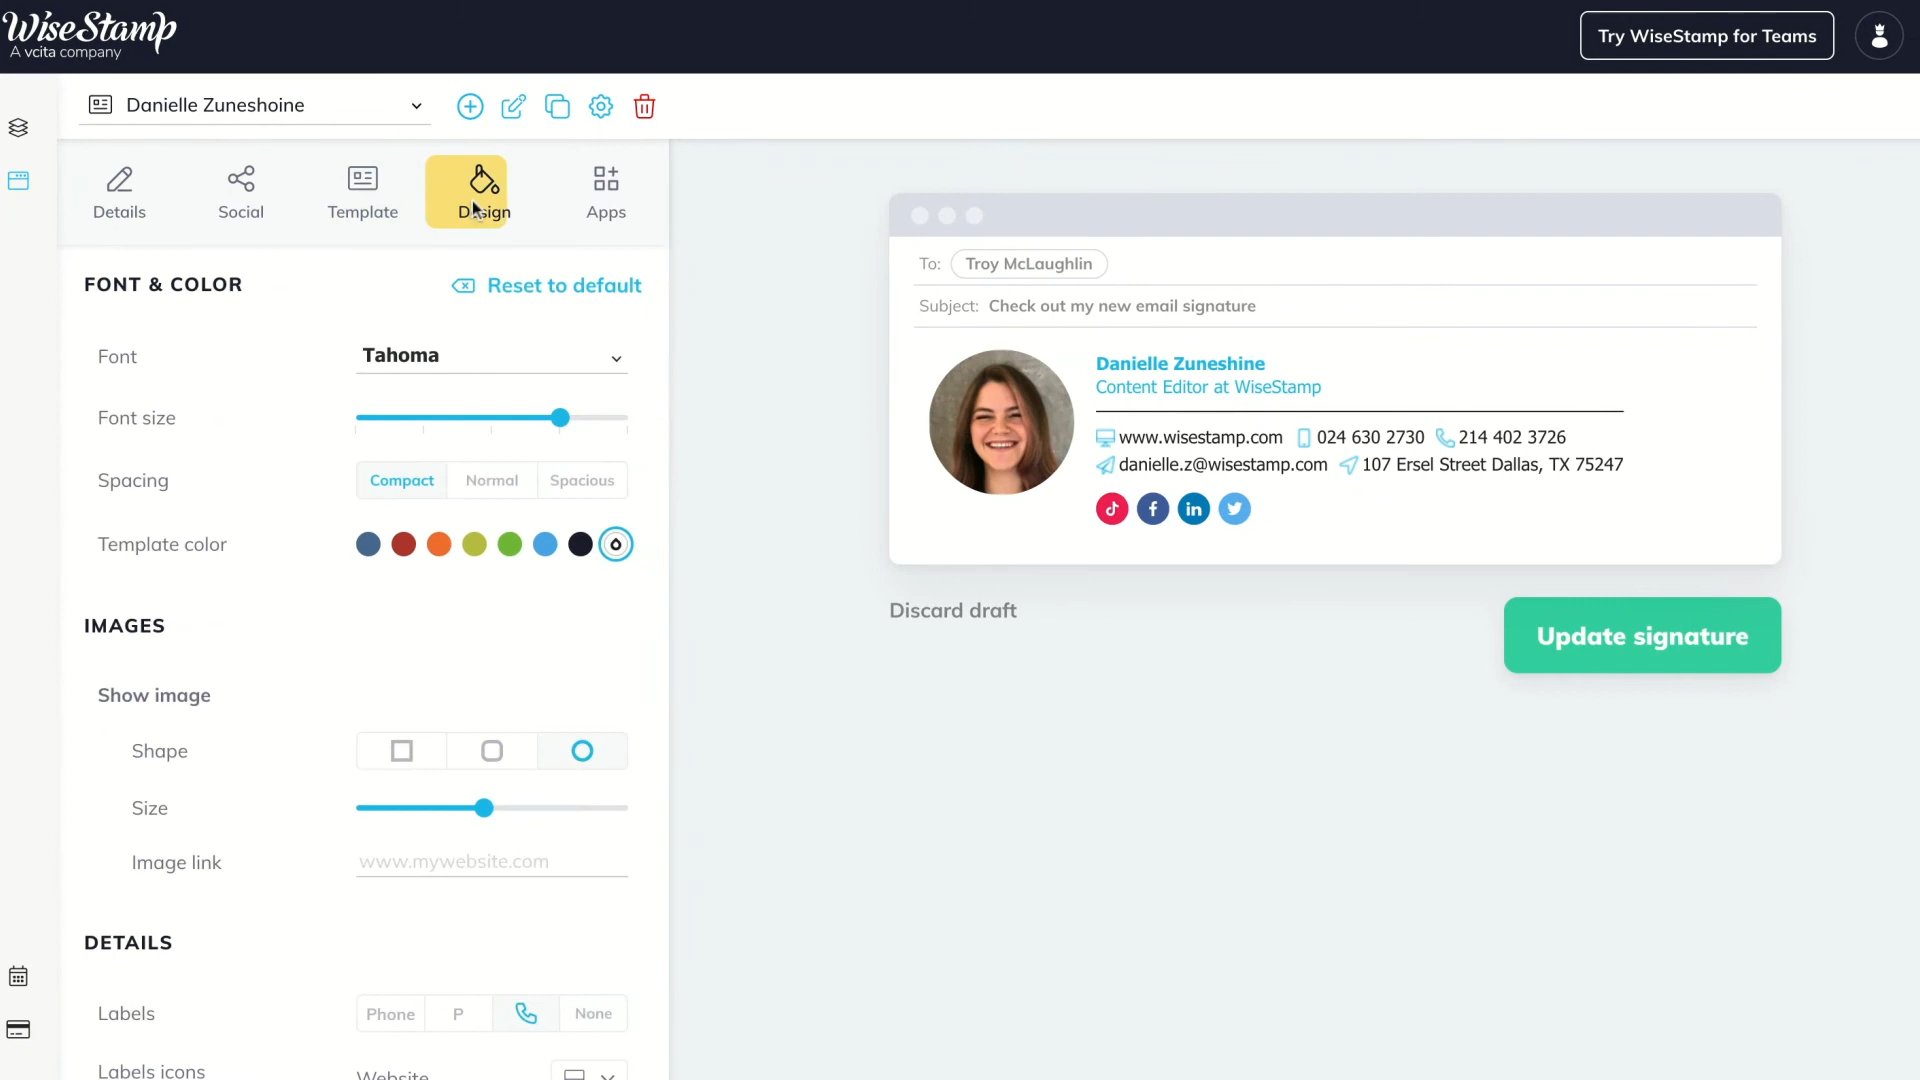 WiseStamp
A vcita company
Try WiseStamp for Teams
Danielle Zuneshoine
Details
Social
Template
Design
Apps
FONT & COLOR
Reset to default
Font
Tahoma
Font size
Spacing
Compact
Normal
Spacious
Template color
IMAGES
Show image
Shape
Size
Image link
www.mywebsite.com
DETAILS
Labels
Phone
P
None
Labels icons
Website
To: Troy McLaughlin
Subject: Check out my new email signature
Danielle Zuneshine
Content Editor at WiseStamp
www.wisestamp.com 024 630 2730 214 402 3726
danielle.z@wisestamp.com 107 Ersel Street Dallas, TX 75247
Discard draft
Update signature